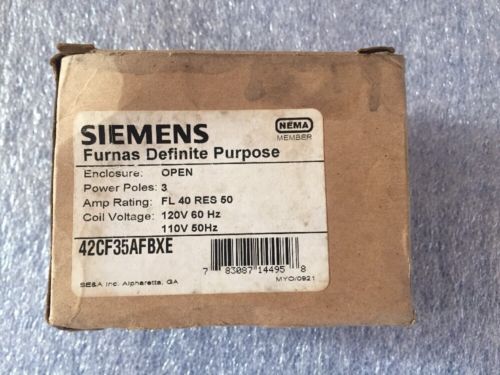 SIEMENS
NEMA
MEMBER
Furnas Definite Purpose
Enclosure: OPEN
Power Poles: 3
Amp Rating: FL 40 RES 50
Coil Voltage: 120V 60 Hz
110V 50Hz
42CF35AFBXE
7 83087 14495 8
SE&A Inc. Alpharetta, GA
MYO/0921